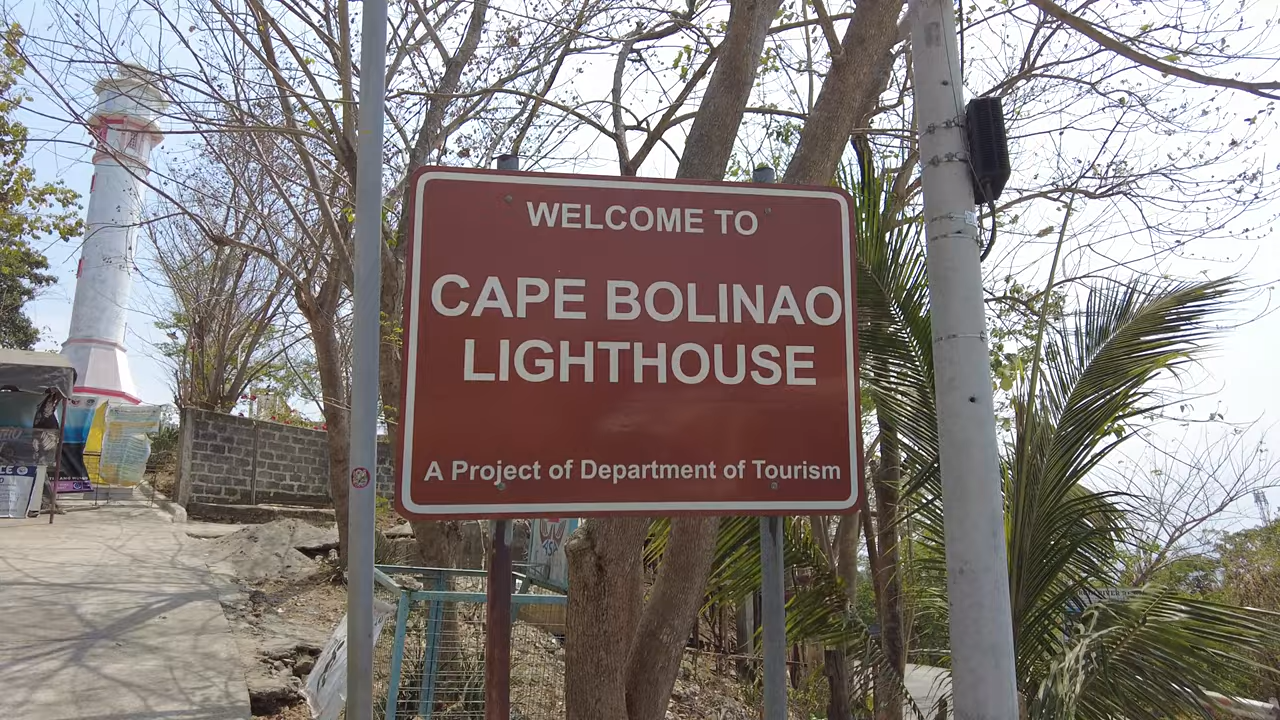 WELCOME TO
CAPE BOLINAO
LIGHTHOUSE
A Project of Department of Tourism